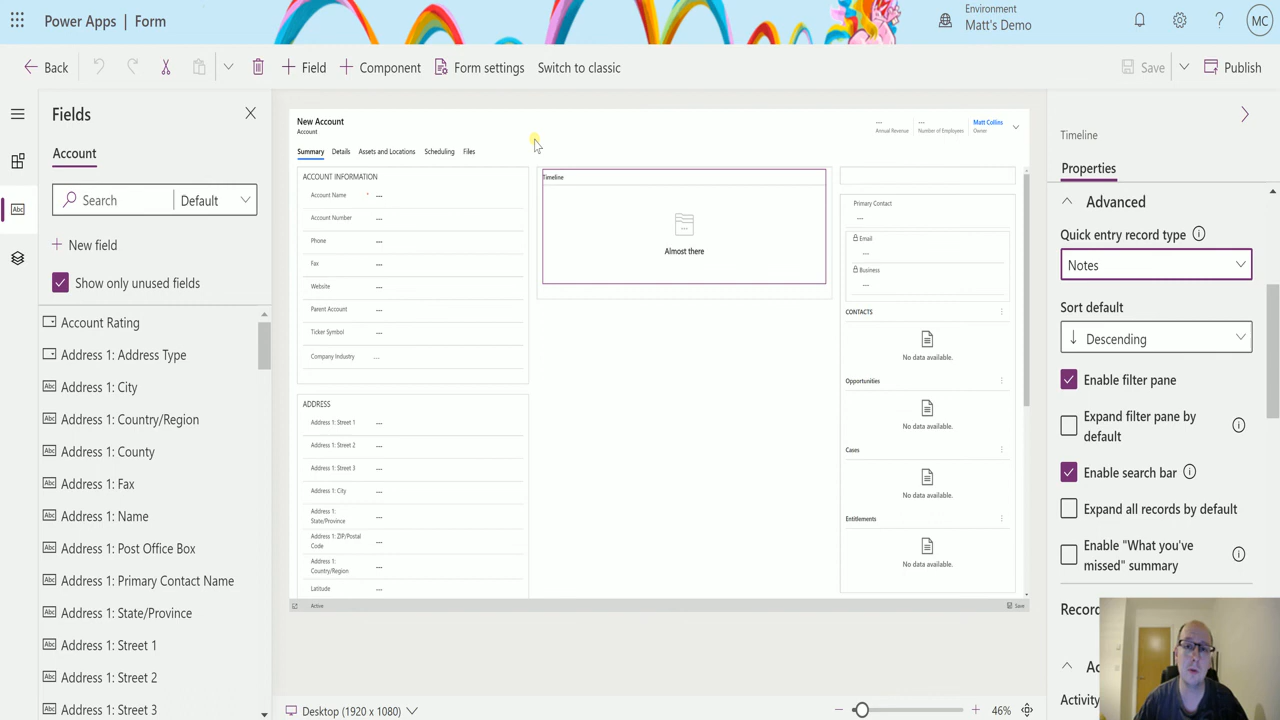 Power Apps | Form
Environment
Matt's Demo
MC
Back
Field
Component
Form settings
Switch to classic
Save
Publish
Fields
Account
Search
Default
New field
Show only unused fields
Account Rating
Address 1: Address Type
Address 1: City
Address 1: Country/Region
Address 1: County
Address 1: Fax
Address 1: Name
Address 1: Post Office Box
Address 1: Primary Contact Name
Address 1: State/Province
Address 1: Street 1
Address 1: Street 2
Address 1: Street 3
New Account
Account
---
Annual Revenue
---
Number of Employees
Matt Collins
Owner
Summary
Details
Assets and Locations
Scheduling
Files
ACCOUNT INFORMATION
Account Name * ---
Account Number ---
Phone ---
Fax ---
Website ---
Parent Account ---
Ticker Symbol ---
Company Industry ---
ADDRESS
Address 1: Street 1 ---
Address 1: Street 2 ---
Address 1: Street 3 ---
Address 1: City ---
Address 1:
State/Province ---
Address 1: ZIP/Postal
Code ---
Address 1:
Country/Region ---
Latitude ---
Active
Save
Timeline
Almost there
Primary Contact
---
Email
---
Business
---
CONTACTS
No data available.
Opportunities
No data available.
Cases
No data available.
Entitlements
No data available.
Desktop (1920 x 1080)
46%
Timeline
Properties
Advanced
Quick entry record type
Notes
Sort default
Descending
Enable filter pane
Expand filter pane by
default
Enable search bar
Expand all records by default
Enable "What you've
missed" summary
Activity